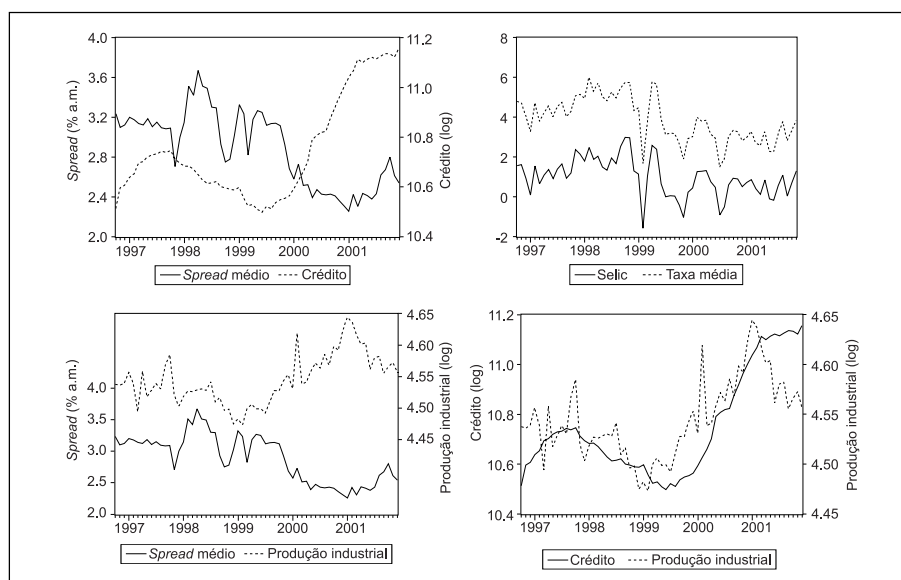 4.0
3.6
3.2
2.8
2.4
2.0
Spread (% a.m.)
11.2
11.0
10.8
10.6
10.4
Crédito (log)
1997 1998 1999 2000 2001
Spread médio Crédito
8
6
4
2
0
-2
1997 1998 1999 2000 2001
Selic Taxa média
4.0
3.5
3.0
2.5
2.0
Spread (% a.m.)
4.65
4.60
4.55
4.50
4.45
Produção industrial (log)
1997 1998 1999 2000 2001
Spread médio Produção industrial
11.2
11.0
10.8
10.6
10.4
Crédito (log)
4.65
4.60
4.55
4.50
4.45
Produção industrial (log)
1997 1998 1999 2000 2001
Crédito Produção industrial